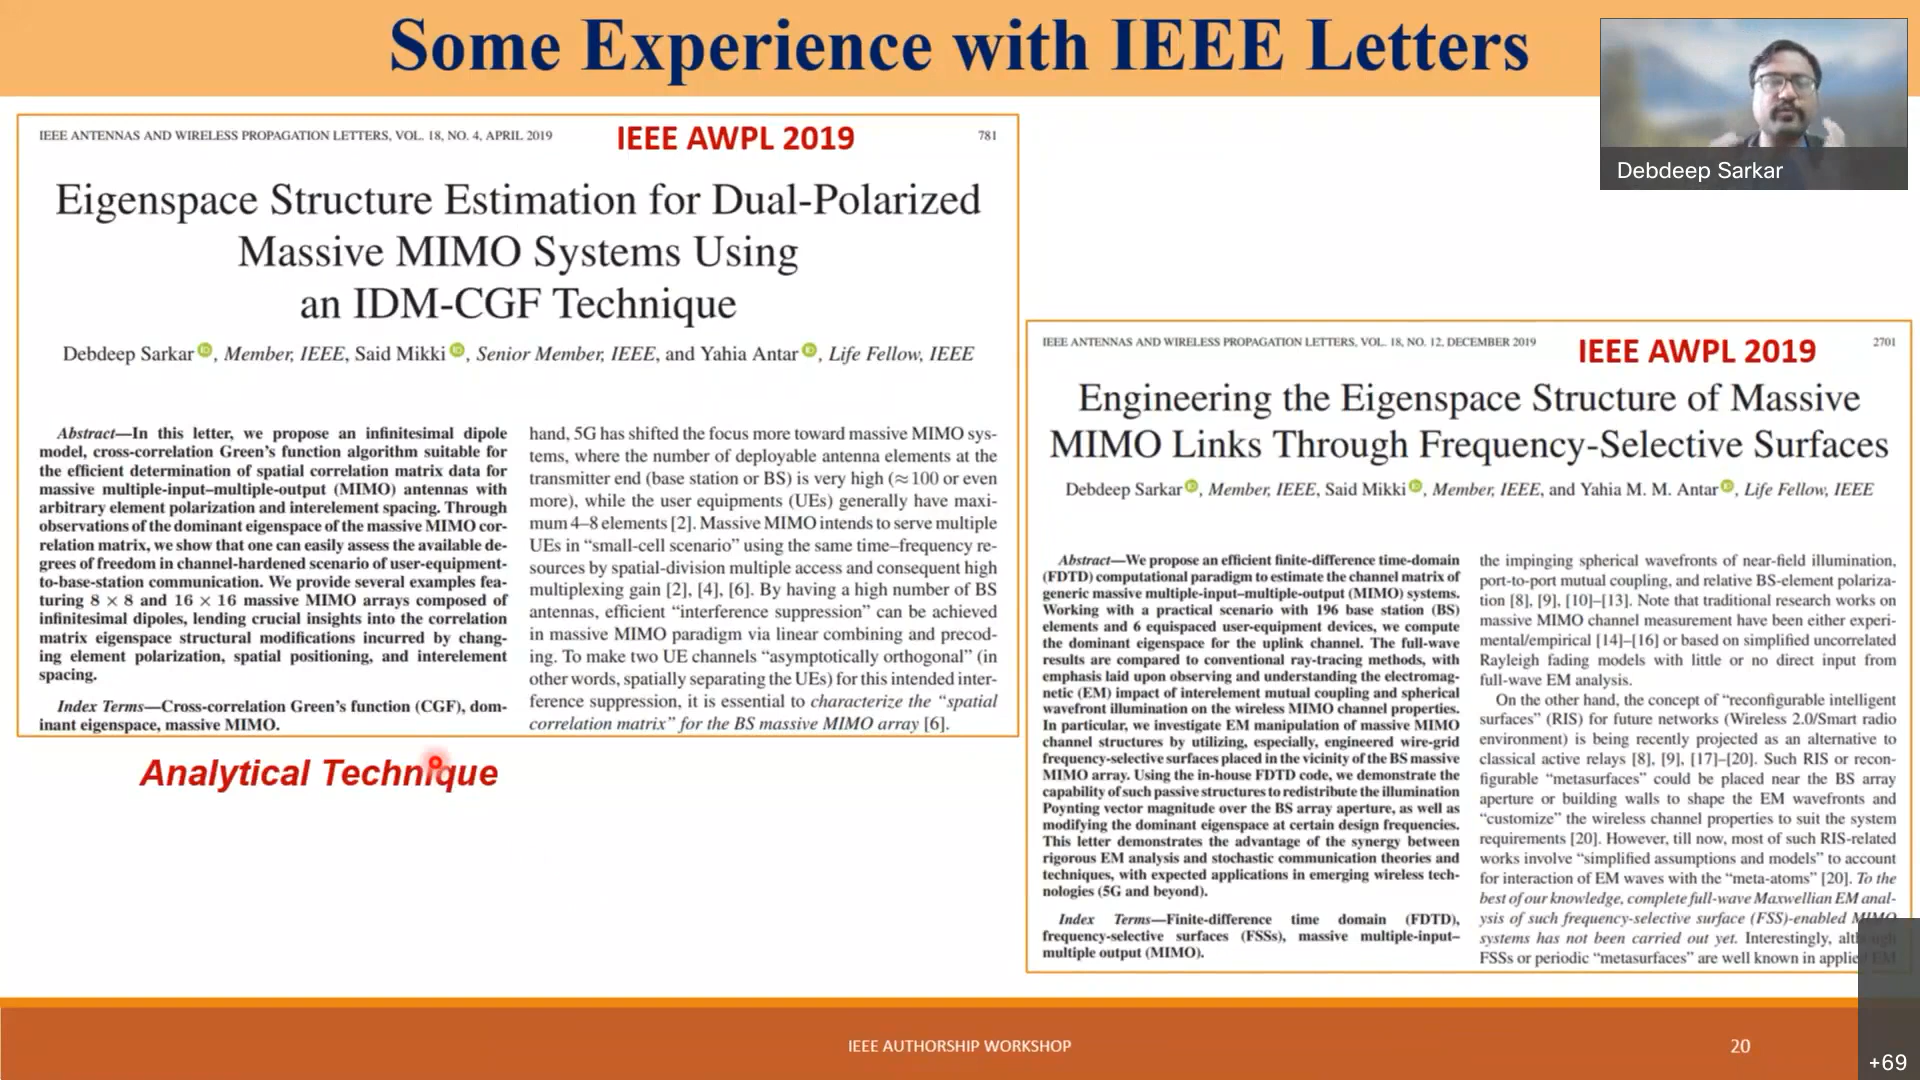 Some Experience with IEEE Letters
Debdeep Sarkar
IEEE ANTENNAS AND WIRELESS PROPAGATION LETTERS, VOL. 18, NO. 4, APRIL 2019
IEEE AWPL 2019
781
Eigenspace Structure Estimation for Dual-Polarized
Massive MIMO Systems Using
an IDM-CGF Technique
Debdeep Sarkar, Member, IEEE, Said Mikki, Senior Member, IEEE, and Yahia Antar, Life Fellow, IEEE
Abstract—In this letter, we propose an infinitesimal dipole
model, cross-correlation Green's function algorithm suitable for
the efficient determination of spatial correlation matrix data for
massive multiple-input–multiple-output (MIMO) antennas with
arbitrary element polarization and interelement spacing. Through
observations of the dominant eigenspace of the massive MIMO cor-
relation matrix, we show that one can easily assess the available de-
grees of freedom in channel-hardened scenario of user-equipment-
to-base-station communication. We provide several examples fea-
turing 8 × 8 and 16 × 16 massive MIMO arrays composed of
infinitesimal dipoles, lending crucial insights into the correlation
matrix eigenspace structural modifications incurred by chang-
ing element polarization, spatial positioning, and interelement
spacing.
Index Terms—Cross-correlation Green's function (CGF), dom-
inant eigenspace, massive MIMO.
hand, 5G has shifted the focus more toward massive MIMO sys-
tems, where the number of deployable antenna elements at the
transmitter end (base station or BS) is very high (≈100 or even
more), while the user equipments (UEs) generally have maxi-
mum 4–8 elements [2]. Massive MIMO intends to serve multiple
UEs in “small-cell scenario” using the same time–frequency re-
sources by spatial-division multiple access and consequent high
multiplexing gain [2], [4], [6]. By having a high number of BS
antennas, efficient “interference suppression” can be achieved
in massive MIMO paradigm via linear combining and precod-
ing. To make two UE channels “asymptotically orthogonal” (in
other words, spatially separating the UEs) for this intended inter-
ference suppression, it is essential to characterize the “spatial
correlation matrix” for the BS massive MIMO array [6].
Analytical Technique
IEEE ANTENNAS AND WIRELESS PROPAGATION LETTERS, VOL. 18, NO. 12, DECEMBER 2019
IEEE AWPL 2019
2701
Engineering the Eigenspace Structure of Massive
MIMO Links Through Frequency-Selective Surfaces
Debdeep Sarkar, Member, IEEE, Said Mikki, Member, IEEE, and Yahia M. M. Antar, Life Fellow, IEEE
Abstract—We propose an efficient finite-difference time-domain
(FDTD) computational paradigm to estimate the channel matrix of
generic massive multiple-input–multiple-output (MIMO) systems.
Working with a practical scenario with 196 base station (BS)
elements and 6 equispaced user-equipment devices, we compute
the dominant eigenspace for the uplink channel. The full-wave
results are compared to conventional ray-tracing methods, with
emphasis laid upon observing and understanding the electromag-
netic (EM) impact of interelement mutual coupling and spherical
wavefront illumination on the wireless MIMO channel properties.
In particular, we investigate EM manipulation of massive MIMO
channel structures by utilizing, especially, engineered wire-grid
frequency-selective surfaces placed in the vicinity of the BS massive
MIMO array. Using the in-house FDTD code, we demonstrate the
capability of such passive structures to redistribute the illumination
Poynting vector magnitude over the BS array aperture, as well as
modifying the dominant eigenspace at certain design frequencies.
This letter demonstrates the advantage of the synergy between
rigorous EM analysis and stochastic communication theories and
techniques, with expected applications in emerging wireless tech-
nologies (5G and beyond).
Index Terms—Finite-difference time domain (FDTD),
frequency-selective surfaces (FSSs), massive multiple-input–
multiple output (MIMO).
the impinging spherical wavefronts of near-field illumination,
port-to-port mutual coupling, and relative BS-element polariza-
tion [8], [9], [10]–[13]. Note that traditional research works on
massive MIMO channel measurement have been either experi-
mental/empirical [14]–[16] or based on simplified uncorrelated
Rayleigh fading models with little or no direct input from
full-wave EM analysis.
On the other hand, the concept of “reconfigurable intelligent
surfaces” (RIS) for future networks (Wireless 2.0/Smart radio
environment) is being recently projected as an alternative to
classical active relays [8], [9], [17]–[20]. Such RIS or recon-
figurable “metasurfaces” could be placed near the BS array
aperture or building walls to shape the EM wavefronts and
“customize” the wireless channel properties to suit the system
requirements [20]. However, till now, most of such RIS-related
works involve “simplified assumptions and models” to account
for interaction of EM waves with the “meta-atoms” [20]. To the
best of our knowledge, complete full-wave Maxwellian EM anal-
ysis of such frequency-selective surface (FSS)-enabled MIMO
systems has not been carried out yet. Interestingly, although
FSSs or periodic “metasurfaces” are well known in applied EM
IEEE AUTHORSHIP WORKSHOP
20
+69